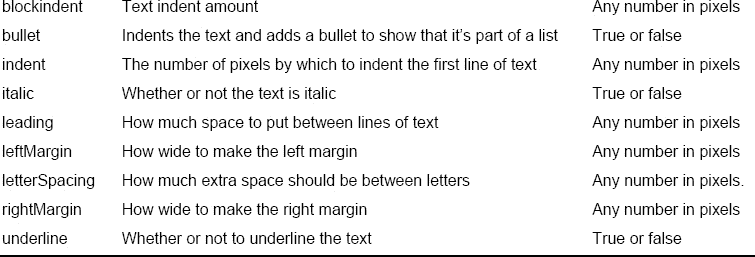 blockindent Text indent amount Any number in pixels
bullet Indents the text and adds a bullet to show that it's part of a list True or false
indent The number of pixels by which to indent the first line of text Any number in pixels
italic Whether or not the text is italic True or false
leading How much space to put between lines of text Any number in pixels
leftMargin How wide to make the left margin Any number in pixels
letterSpacing How much extra space should be between letters Any number in pixels.
rightMargin How wide to make the right margin Any number in pixels
underline Whether or not to underline the text True or false